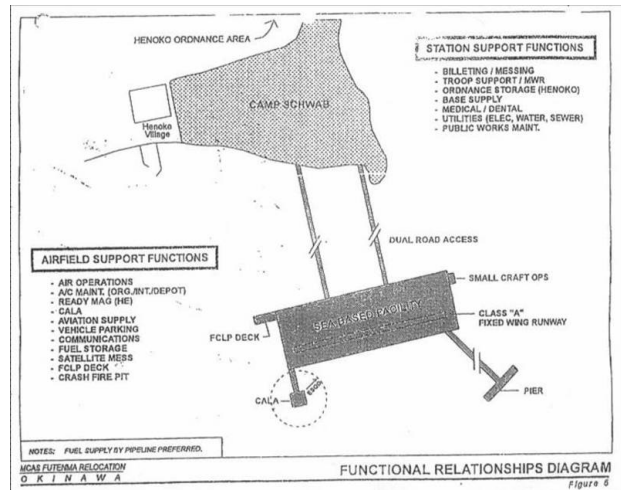 HENOKO ORDNANCE AREA
STATION SUPPORT FUNCTIONS
- BILLETING / MESSING
- TROOP SUPPORT / MWR
- ORDNANCE STORAGE (HENOKO)
- BASE SUPPLY
- MEDICAL / DENTAL
- UTILITIES (ELEC, WATER, SEWER)
- PUBLIC WORKS MAINT.
CAMP SCHWAB
Henoko
Village
DUAL ROAD ACCESS
AIRFIELD SUPPORT FUNCTIONS
- AIR OPERATIONS
- A/C MAINT. (ORG./INT./DEPOT)
- READY MAG (HE)
- CALA
- AVIATION SUPPLY
- VEHICLE PARKING
- COMMUNICATIONS
- FUEL STORAGE
- SATELLITE MESS
- FCLP DECK
- CRASH FIRE PIT
SMALL CRAFT OPS
SEA-BASED FACILITY
CLASS "A"
FIXED WING RUNWAY
FCLP DECK
CALA
PIER
NOTES: FUEL SUPPLY BY PIPELINE PREFERRED.
MCAS FUTENMA RELOCATION
OKINAWA
FUNCTIONAL RELATIONSHIPS DIAGRAM
Figure 6